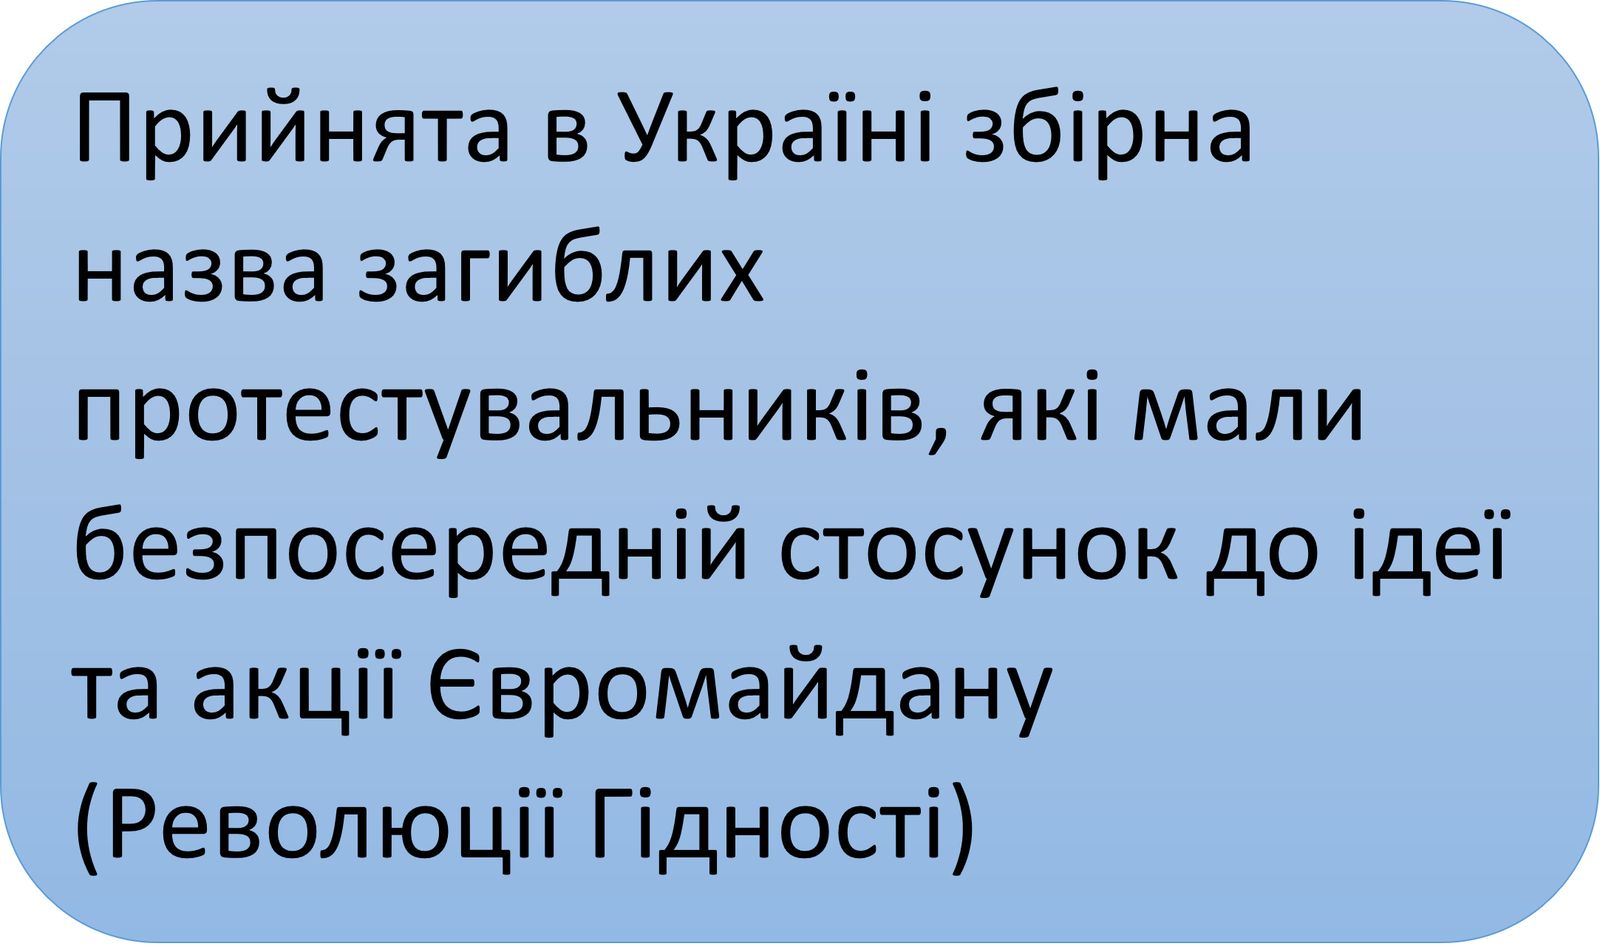 Прийнята в Україні збірна
назва загиблих
протестувальників, які мали
безпосередній стосунок до ідеї
та акції Євромайдану
(Революції Гідності)